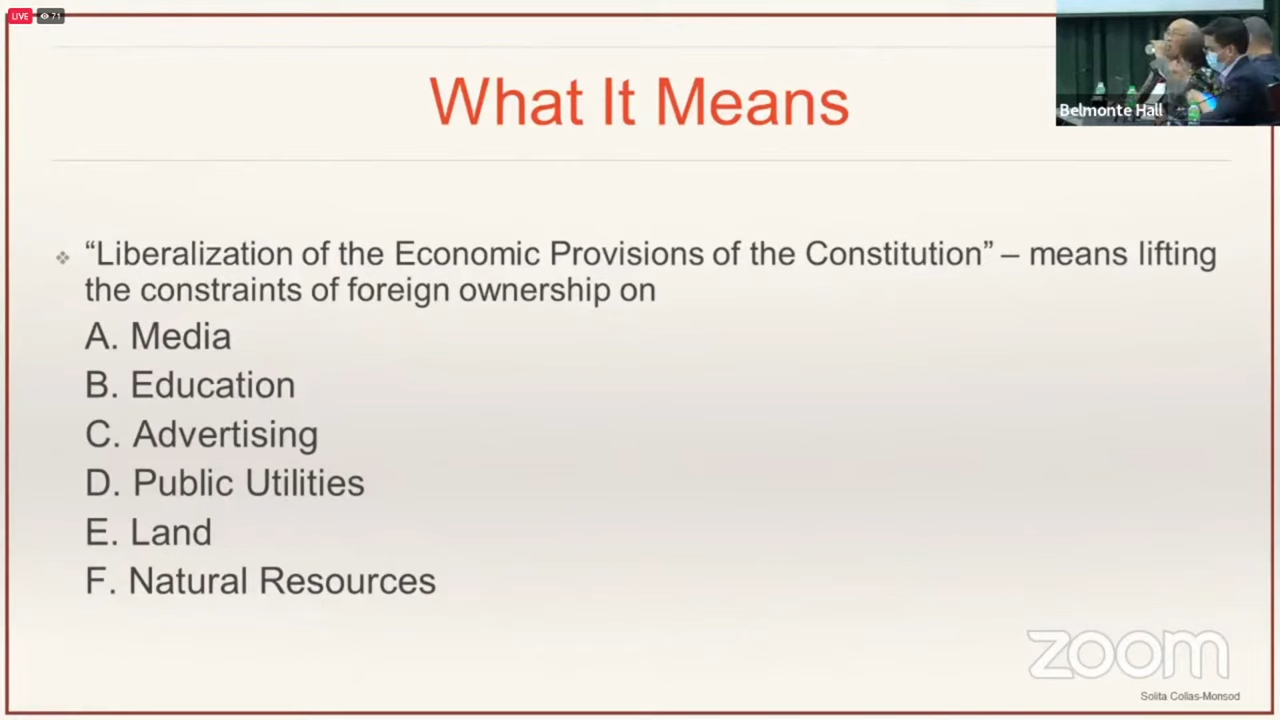 LIVE 71
Belmonte Hall
What It Means
“Liberalization of the Economic Provisions of the Constitution” – means lifting
the constraints of foreign ownership on
A. Media
B. Education
C. Advertising
D. Public Utilities
E. Land
F. Natural Resources
zoom
Solita Collas-Monsod